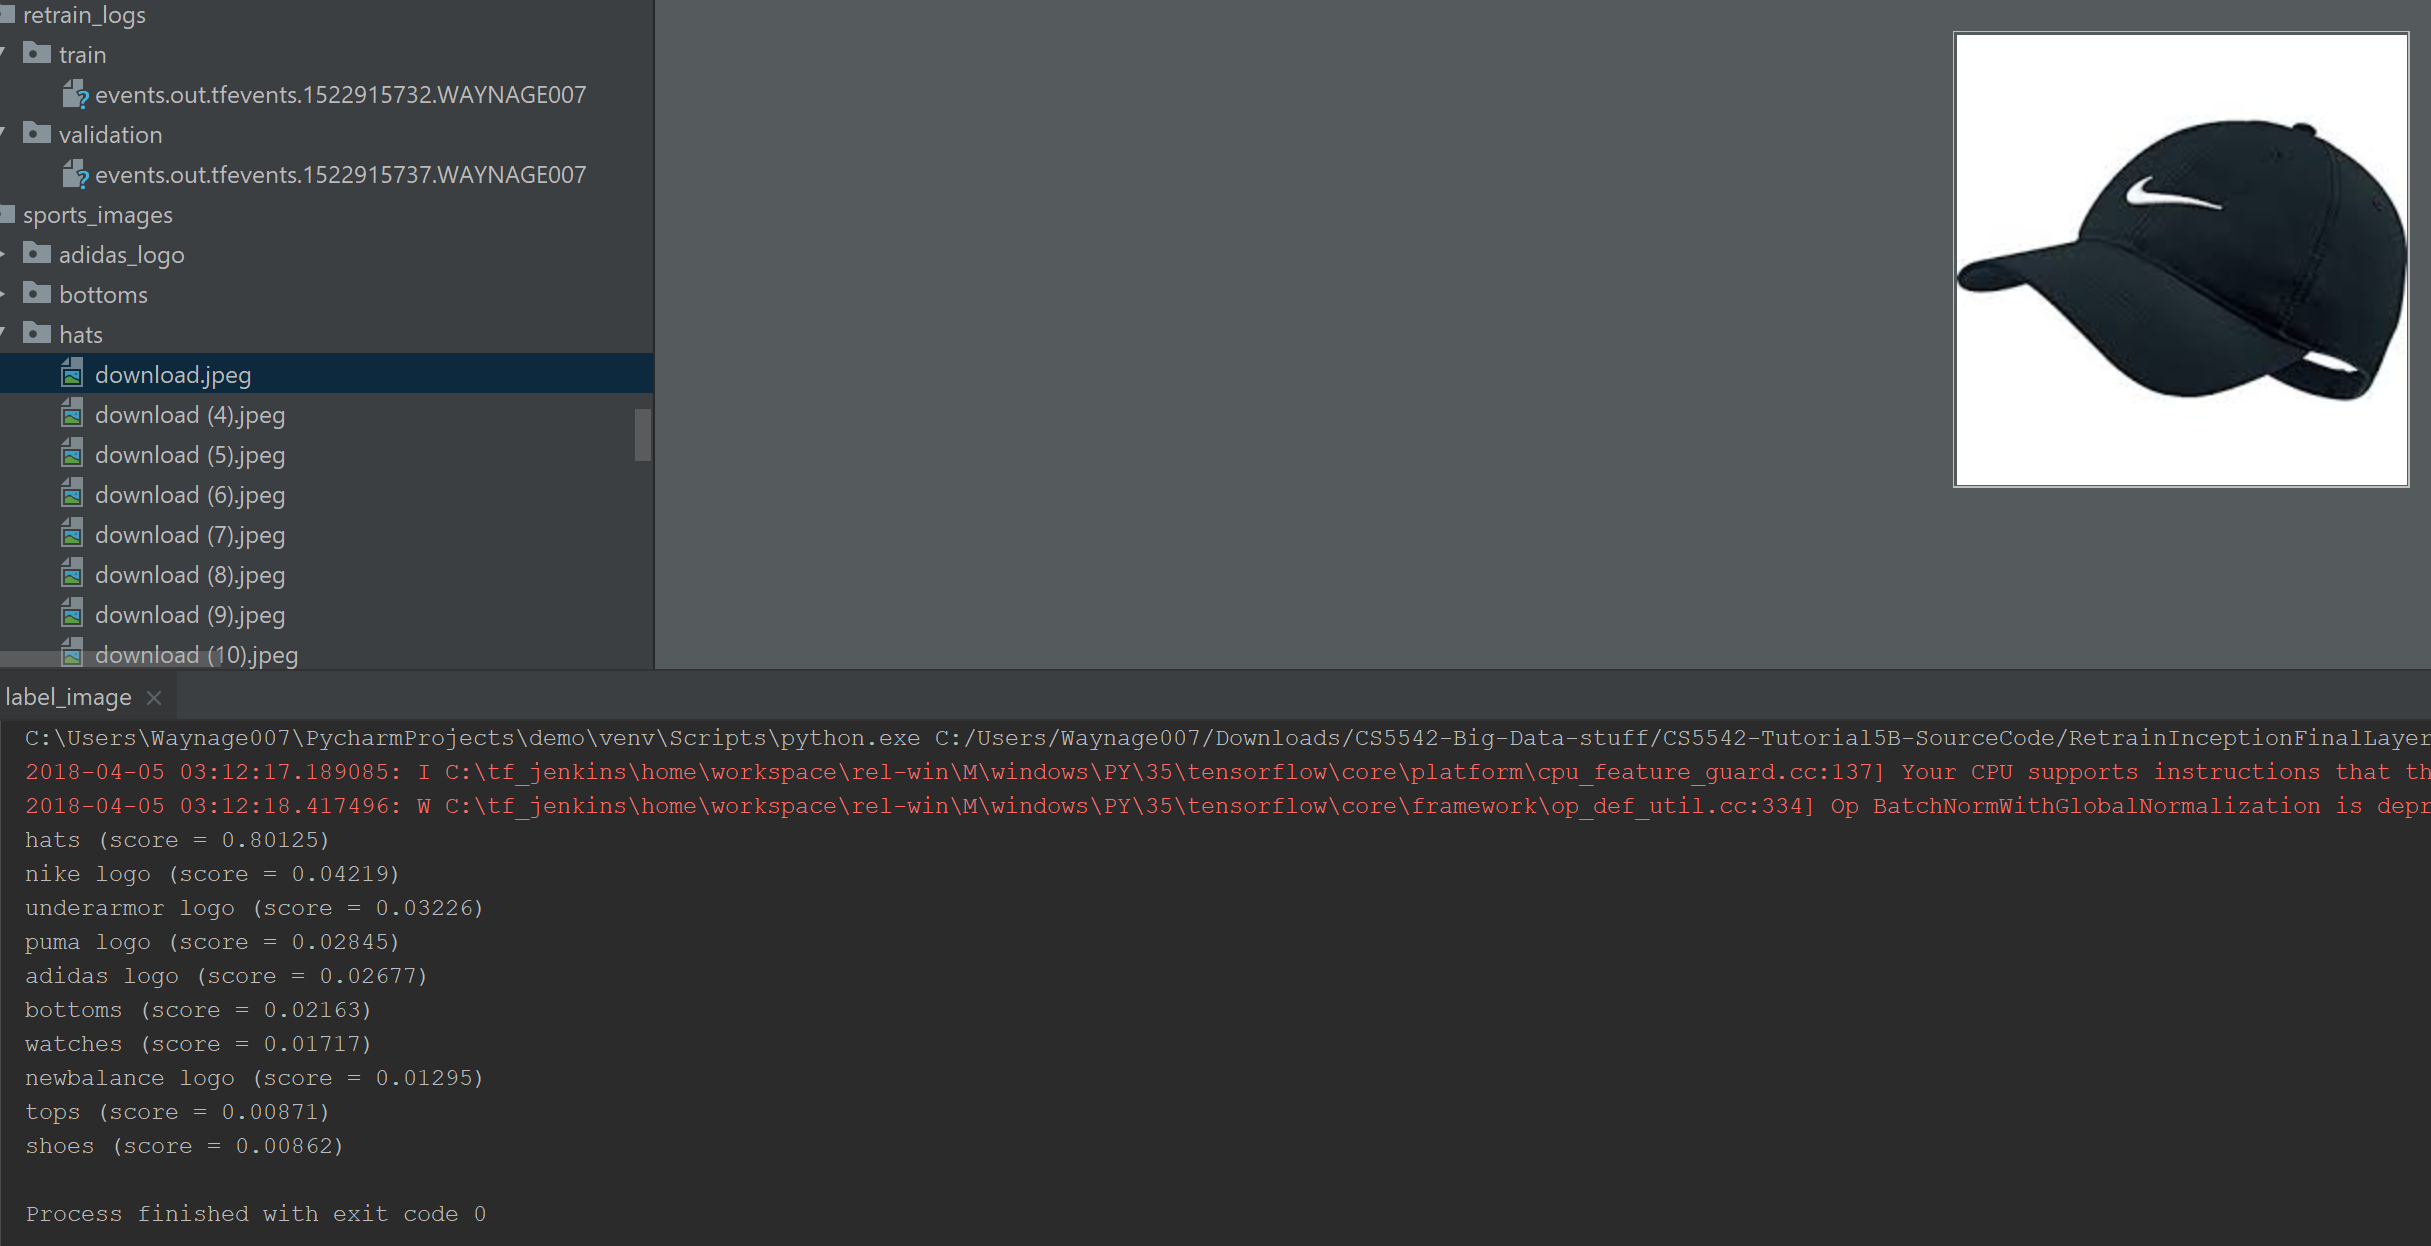 retrain_logs
train
events.out.tfevents.1522915732.WAYNAGE007
validation
events.out.tfevents.1522915737.WAYNAGE007
sports_images
adidas_logo
bottoms
hats
download.jpeg
download (4).jpeg
download (5).jpeg
download (6).jpeg
download (7).jpeg
download (8).jpeg
download (9).jpeg
download (10).jpeg
label_image
C:\Users\Waynage007\PycharmProjects\demo\venv\Scripts\python.exe C:/Users/Waynage007/Downloads/CS5542-Big-Data-stuff/CS5542-Tutorial5B-SourceCode/RetrainInceptionFinalLayer
2018-04-05 03:12:17.189085: I C:\tf_jenkins\home\workspace\rel-win\M\windows\PY\35\tensorflow\core\platform\cpu_feature_guard.cc:137] Your CPU supports instructions that th
2018-04-05 03:12:18.417496: W C:\tf_jenkins\home\workspace\rel-win\M\windows\PY\35\tensorflow\core\framework\op_def_util.cc:334] Op BatchNormWithGlobalNormalization is depr
hats (score = 0.80125)
nike logo (score = 0.04219)
underarmor logo (score = 0.03226)
puma logo (score = 0.02845)
adidas logo (score = 0.02677)
bottoms (score = 0.02163)
watches (score = 0.01717)
newbalance logo (score = 0.01295)
tops (score = 0.00871)
shoes (score = 0.00862)
Process finished with exit code 0